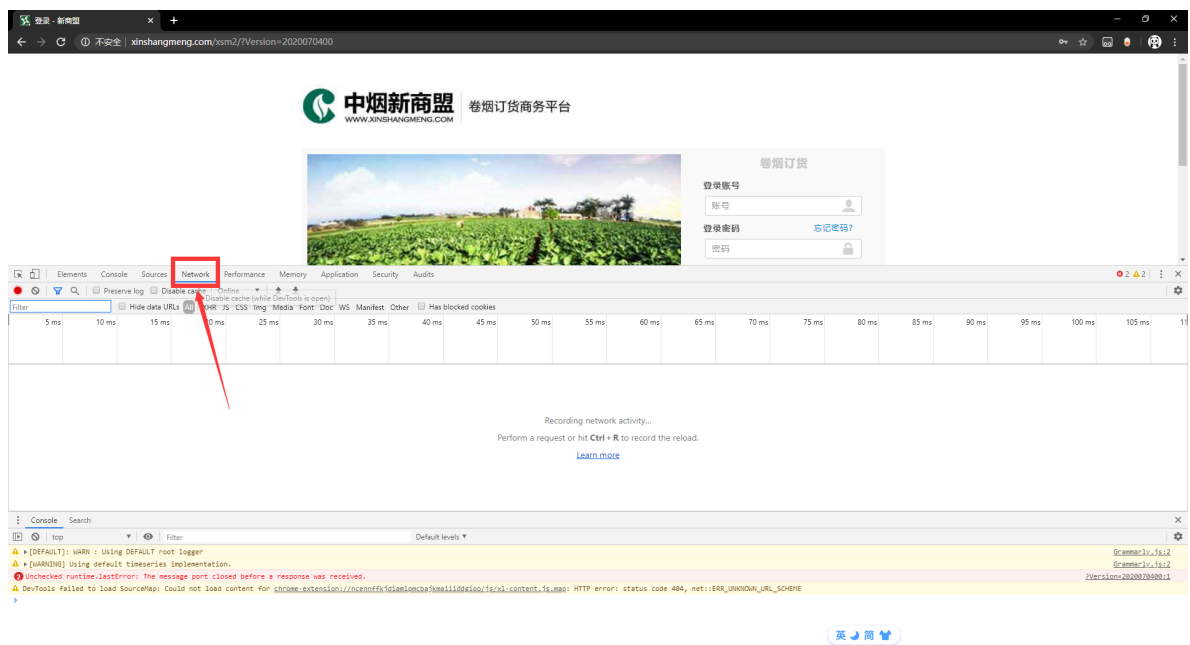 登录 - 新商盟
不安全 xinshangmeng.com/xsm2/?Version=2020070400
中烟新商盟 卷烟订货商务平台
WWW.XINSHANGMENG.COM
卷烟订货
登录账号
账号
登录密码 忘记密码?
密码
Elements Console Sources Network Performance Memory Application Security Audits 2 2
Preserve log Disable cache Online
Disable cache (while DevTools is open)
Filter Hide data URLs All XHR JS CSS Img Media Font Doc WS Manifest Other Has blocked cookies
5 ms 10 ms 15 ms 20 ms 25 ms 30 ms 35 ms 40 ms 45 ms 50 ms 55 ms 60 ms 65 ms 70 ms 75 ms 80 ms 85 ms 90 ms 95 ms 100 ms 105 ms 11
Recording network activity...
Perform a request or hit Ctrl + R to record the reload.
Learn more
Console Search
top Filter Default levels
[DEFAULT]: WARN : Using DEFAULT root logger Grammarly.js:2
[WARNING] Using default timeseries implementation. Grammarly.js:2
2 Unchecked runtime.lastError: The message port closed before a response was received. ?Version=2020070400:1
DevTools failed to load SourceMap: Could not load content for chrome-extension://ncennffkjdiamlpmcbajkmaiiiddgioo/js/xl-content.js.map: HTTP error: status code 404, net::ERR_UNKNOWN_URL_SCHEME
英 简